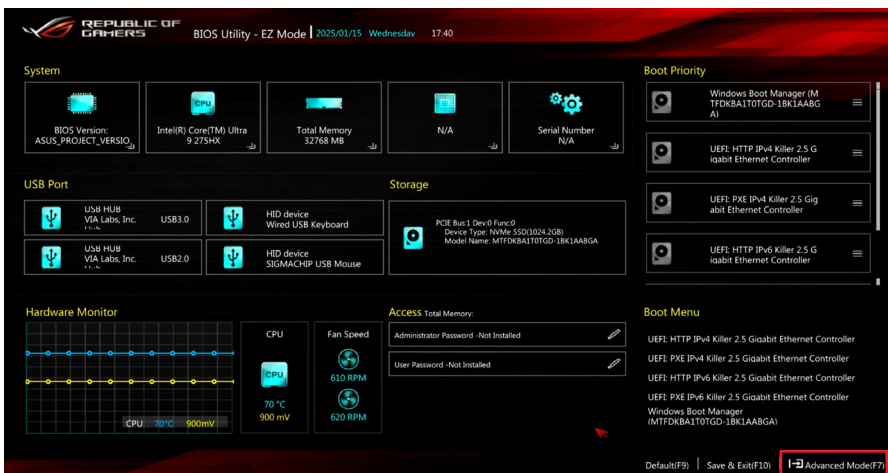 REPUBLIC OF
GAMERS
BIOS Utility - EZ Mode
2025/01/15 Wednesday
17:40
System
BIOS Version:
ASUS_PROJECT_VERSIO
CPU
Intel(R) Core(TM) Ultra
9 275HX
Total Memory
32768 MB
N/A
Serial Number
N/A
USB Port
USB HUB
VIA Labs, Inc.
USB3.0
HID device
Wired USB Keyboard
USB HUB
VIA Labs, Inc.
USB2.0
HID device
SIGMACHIP USB Mouse
Storage
PCIE Bus:1 Dev:0 Func:0
Device Type: NVMe SSD(1024.2GB)
Model Name: MTFDKBA1T0TGD-1BK1AABGA
Boot Priority
Windows Boot Manager (M
TFDKBA1T0TGD-1BK1AABG
A)
UEFI: HTTP IPv4 Killer 2.5 G
igabit Ethernet Controller
UEFI: PXE IPv4 Killer 2.5 Gig
abit Ethernet Controller
UEFI: HTTP IPv6 Killer 2.5 G
igabit Ethernet Controller
Hardware Monitor
CPU 70°C 900mV
CPU
CPU
70 °C
900 mV
Fan Speed
610 RPM
620 RPM
Access Total Memory:
Administrator Password -Not Installed
User Password -Not Installed
Boot Menu
UEFI: HTTP IPv4 Killer 2.5 Gigabit Ethernet Controller
UEFI: PXE IPv4 Killer 2.5 Gigabit Ethernet Controller
UEFI: HTTP IPv6 Killer 2.5 Gigabit Ethernet Controller
UEFI: PXE IPv6 Killer 2.5 Gigabit Ethernet Controller
Windows Boot Manager
(MTFDKBA1T0TGD-1BK1AABGA)
Default(F9)
Save & Exit(F10)
Advanced Mode(F7)